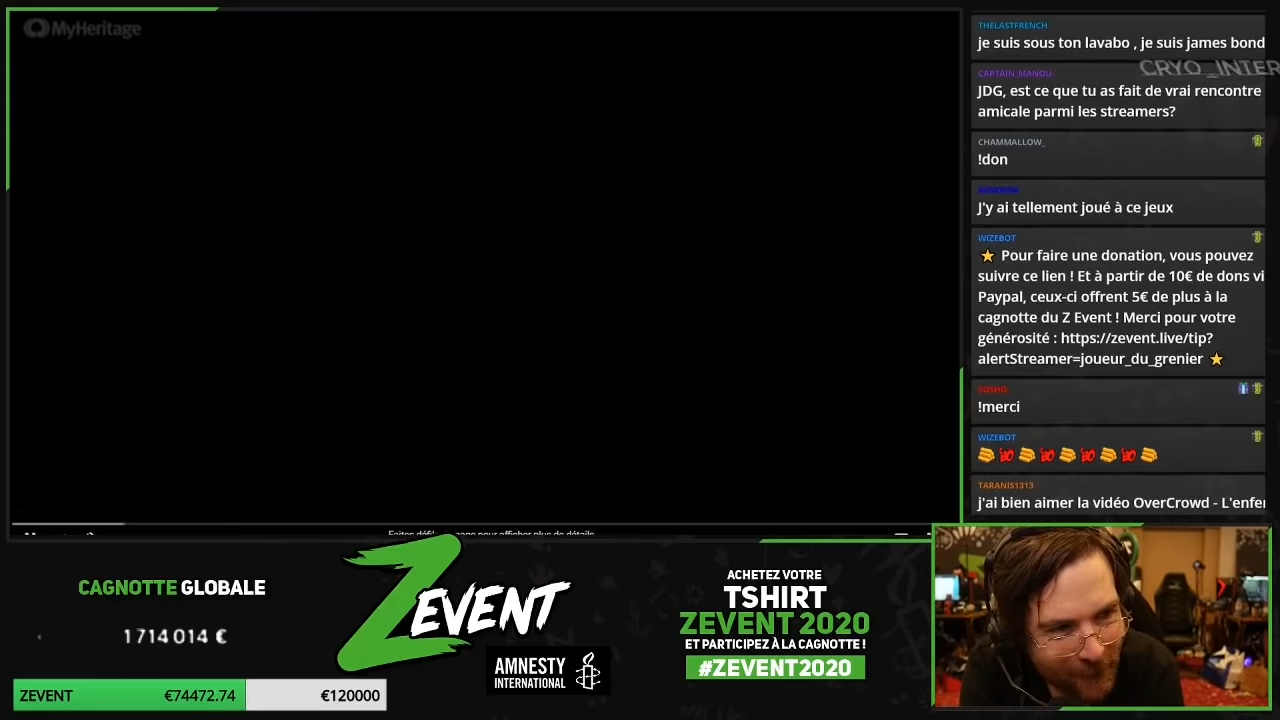 MyHeritage
THELASTFRENCH
je suis sous ton lavabo , je suis james bond
CRYO_INTER
CAPTAIN_MANOU
JDG, est ce que tu as fait de vrai rencontre
amicale parmi les streamers?
CHAMMALLOW_
!don
J'y ai tellement joué à ce jeux
WIZEBOT
⭐ Pour faire une donation, vous pouvez
suivre ce lien ! Et à partir de 10€ de dons vi
Paypal, ceux-ci offrent 5€ de plus à la
cagnotte du Z Event ! Merci pour votre
générosité : https://zevent.live/tip?
alertStreamer=joueur_du_grenier ⭐
!merci
WIZEBOT
TARANIS1313
j'ai bien aimer la vidéo OverCrowd - L'enfer
CAGNOTTE GLOBALE
1 714 014 €
ZEVENT €74472.74 €120000
ZEVENT
AMNESTY
INTERNATIONAL
ACHETEZ VOTRE
TSHIRT
ZEVENT 2020
ET PARTICIPEZ À LA CAGNOTTE !
#ZEVENT2020